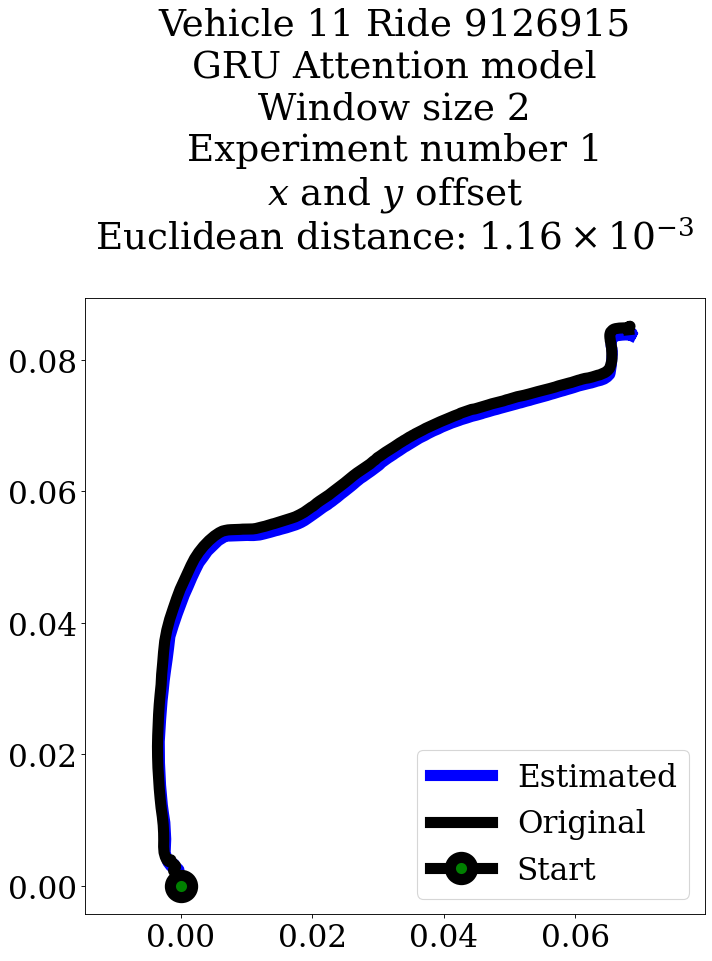 Vehicle 11 Ride 9126915
GRU Attention model
Window size 2
Experiment number 1
x and y offset
Euclidean distance: 1.16 × 10⁻³
0.08
0.06
0.04
0.02
0.00
Estimated
Original
Start
0.00 0.02 0.04 0.06